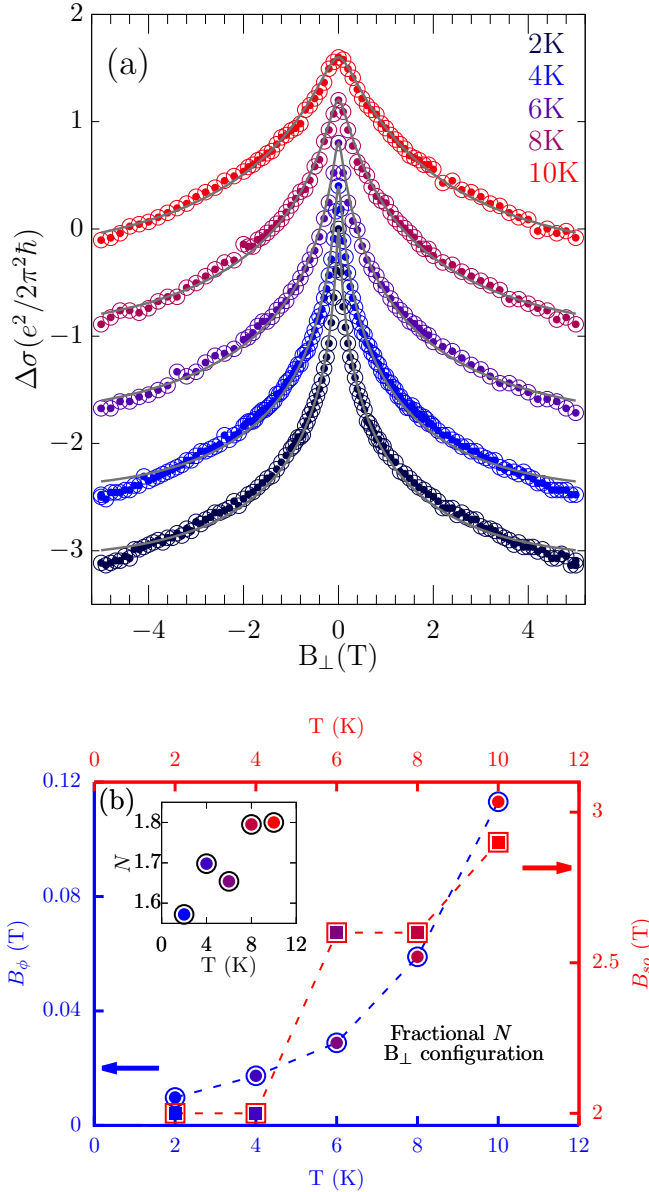 (a)
2K
4K
6K
8K
10K
2
1
0
−1
−2
−3
Δσ(e²/2π²ħ)
−4 −2 0 2 4
B⊥(T)
T (K)
0 2 4 6 8 10 12
(b)
0.12
0.08
0.04
0
B_ϕ (T)
3
2.5
2
B_so (T)
1.8
1.7
1.6
N
0 4 8 12
T (K)
Fractional N
B⊥ configuration
0 2 4 6 8 10 12
T (K)